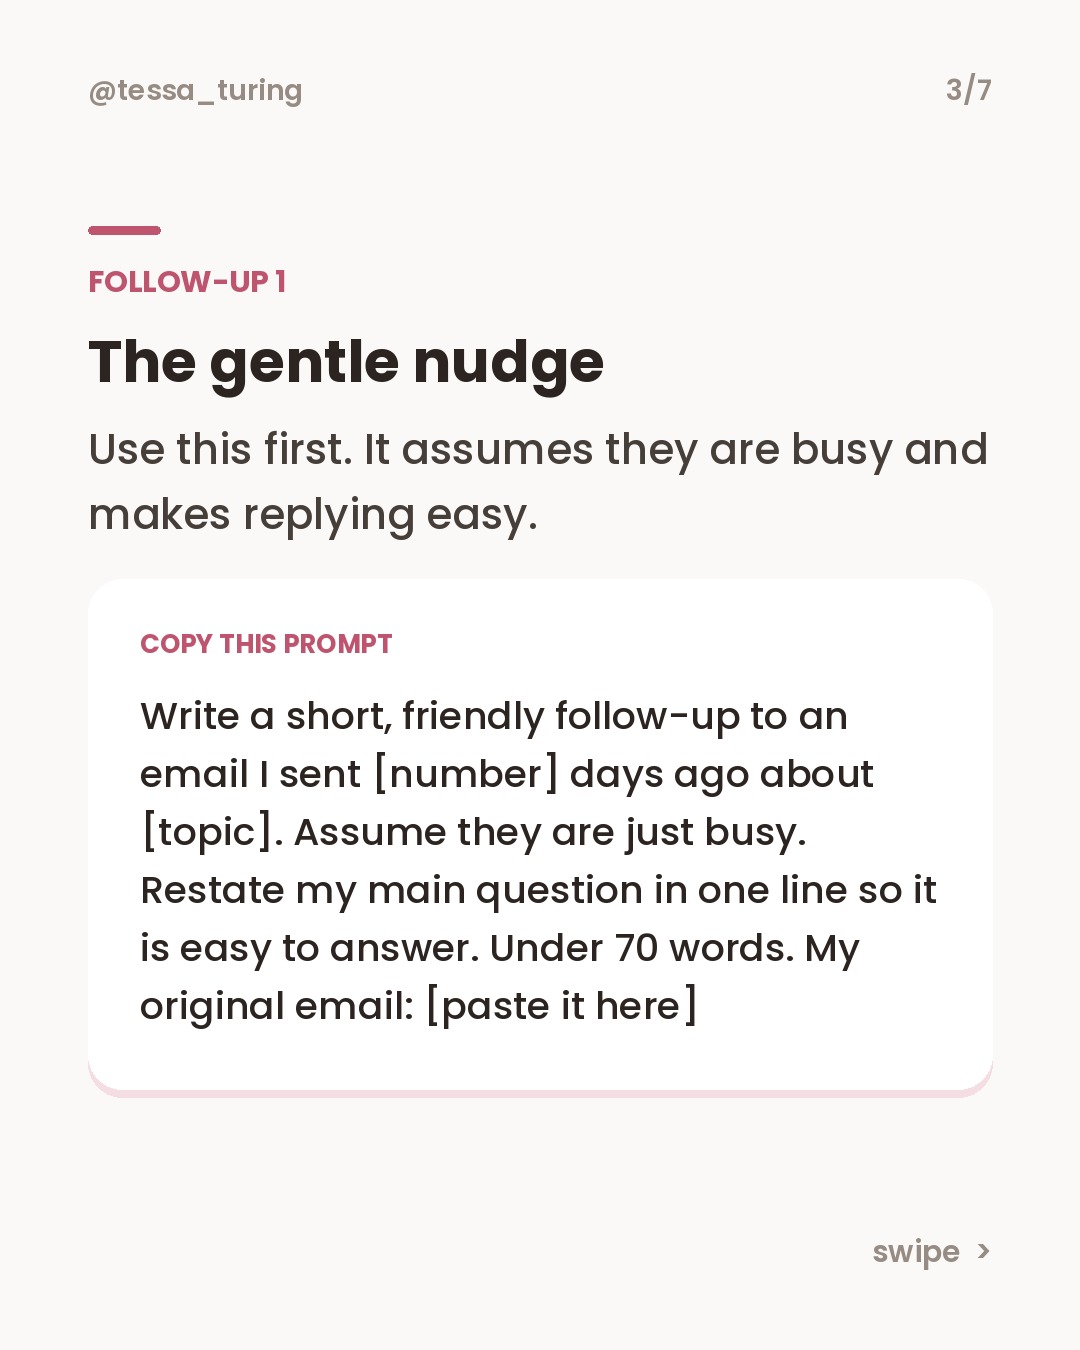 @tessa_turing
3/7
FOLLOW-UP 1
The gentle nudge
Use this first. It assumes they are busy and
makes replying easy.
COPY THIS PROMPT
Write a short, friendly follow-up to an
email I sent [number] days ago about
[topic]. Assume they are just busy.
Restate my main question in one line so it
is easy to answer. Under 70 words. My
original email: [paste it here]
swipe >